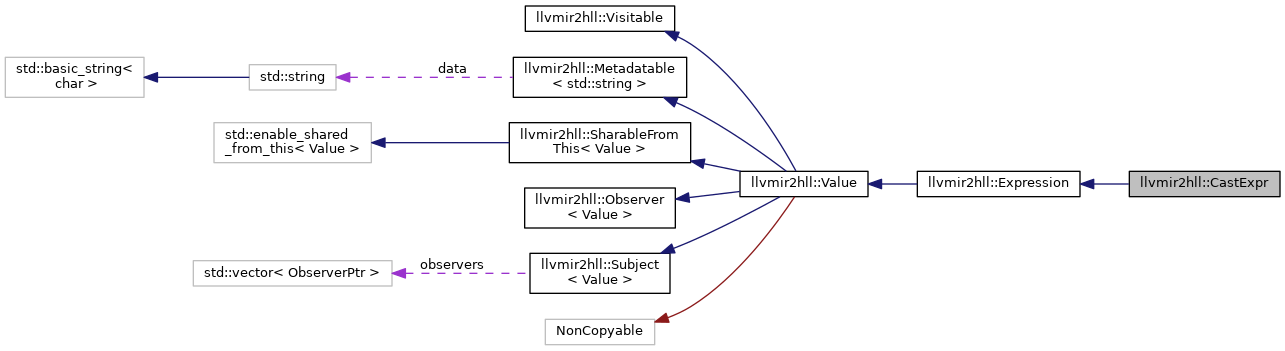 llvmir2hll::Visitable
std::basic_string<
char >
std::string
data
llvmir2hll::Metadatable
< std::string >
std::enable_shared
_from_this< Value >
llvmir2hll::SharableFrom
This< Value >
llvmir2hll::Value
llvmir2hll::Expression
llvmir2hll::CastExpr
llvmir2hll::Observer
< Value >
std::vector< ObserverPtr >
observers
llvmir2hll::Subject
< Value >
NonCopyable